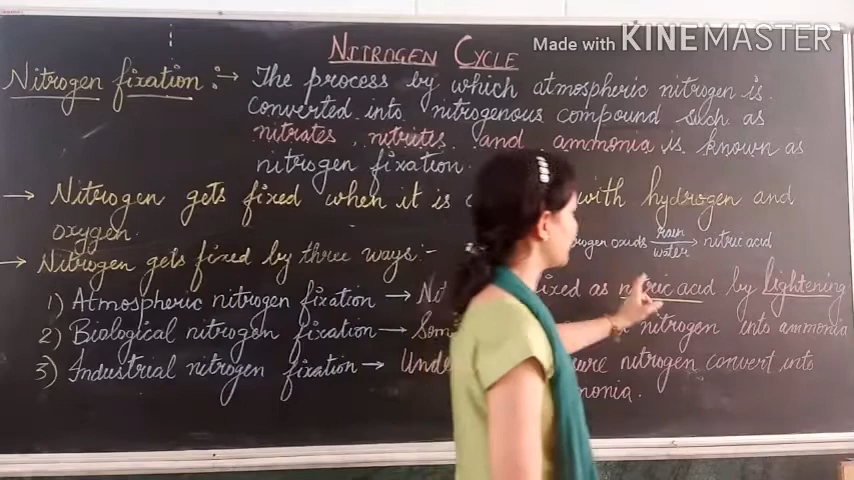 NITROGEN CYCLE
Made with KINEMASTER
Nitrogen fixation :→ The process by which atmospheric nitrogen is
converted into nitrogenous compound such as
nitrates, nitrites and ammonia is known as
nitrogen fixation.
→ Nitrogen gets fixed when it is with hydrogen and
oxygen.
oxides rain water → nitric acid
→ Nitrogen gets fixed by three ways:-
1) Atmospheric nitrogen fixation → fixed as nitric acid by lightening
2) Biological nitrogen fixation → nitrogen into ammonia
3) Industrial nitrogen fixation → nitrogen convert into